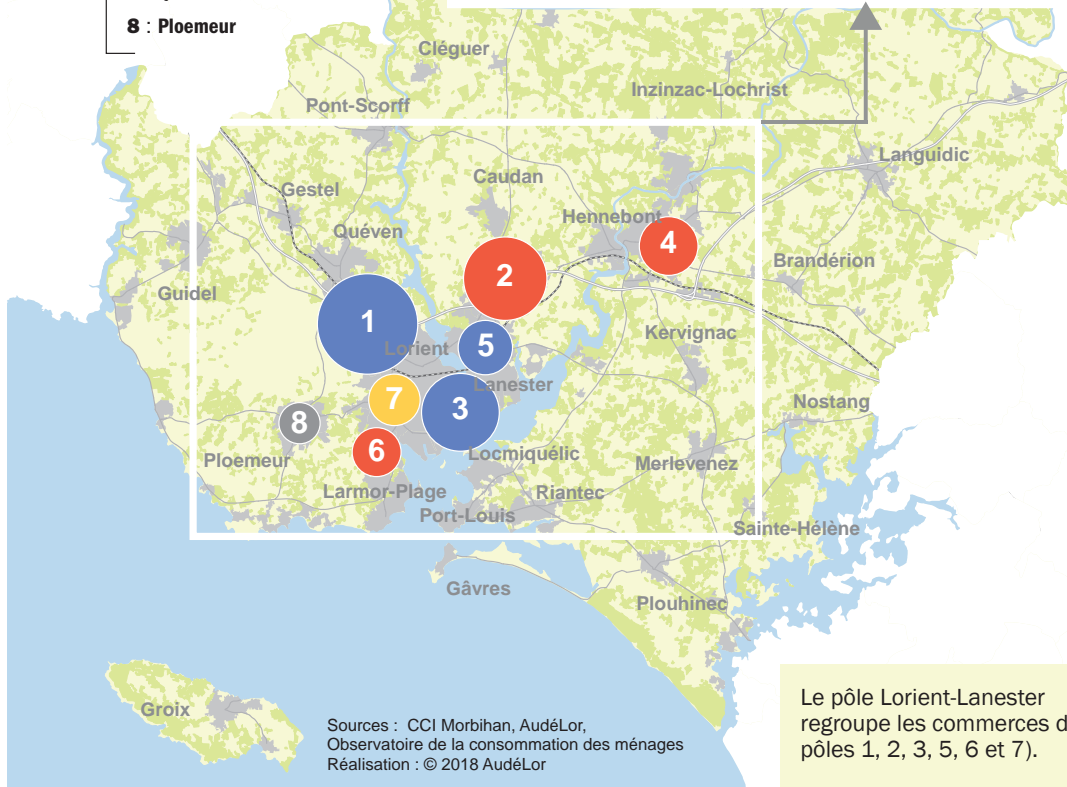 8 : Ploemeur
Cléguer
Inzinzac-Lochrist
Pont-Scorff
Languidic
Caudan
Gestel
Hennebont
Quéven
4
2
Brandérion
Guidel
1
Kervignac
Lorient
5
Lanester
7
3
Nostang
8
6
Locmiquélic
Ploemeur
Merlevenez
Larmor-Plage
Riantec
Port-Louis
Sainte-Hélène
Gâvres
Plouhinec
Groix
Sources : CCI Morbihan, AudéLor,
Observatoire de la consommation des ménages
Réalisation : © 2018 AudéLor
Le pôle Lorient-Lanester
regroupe les commerces d
pôles 1, 2, 3, 5, 6 et 7).